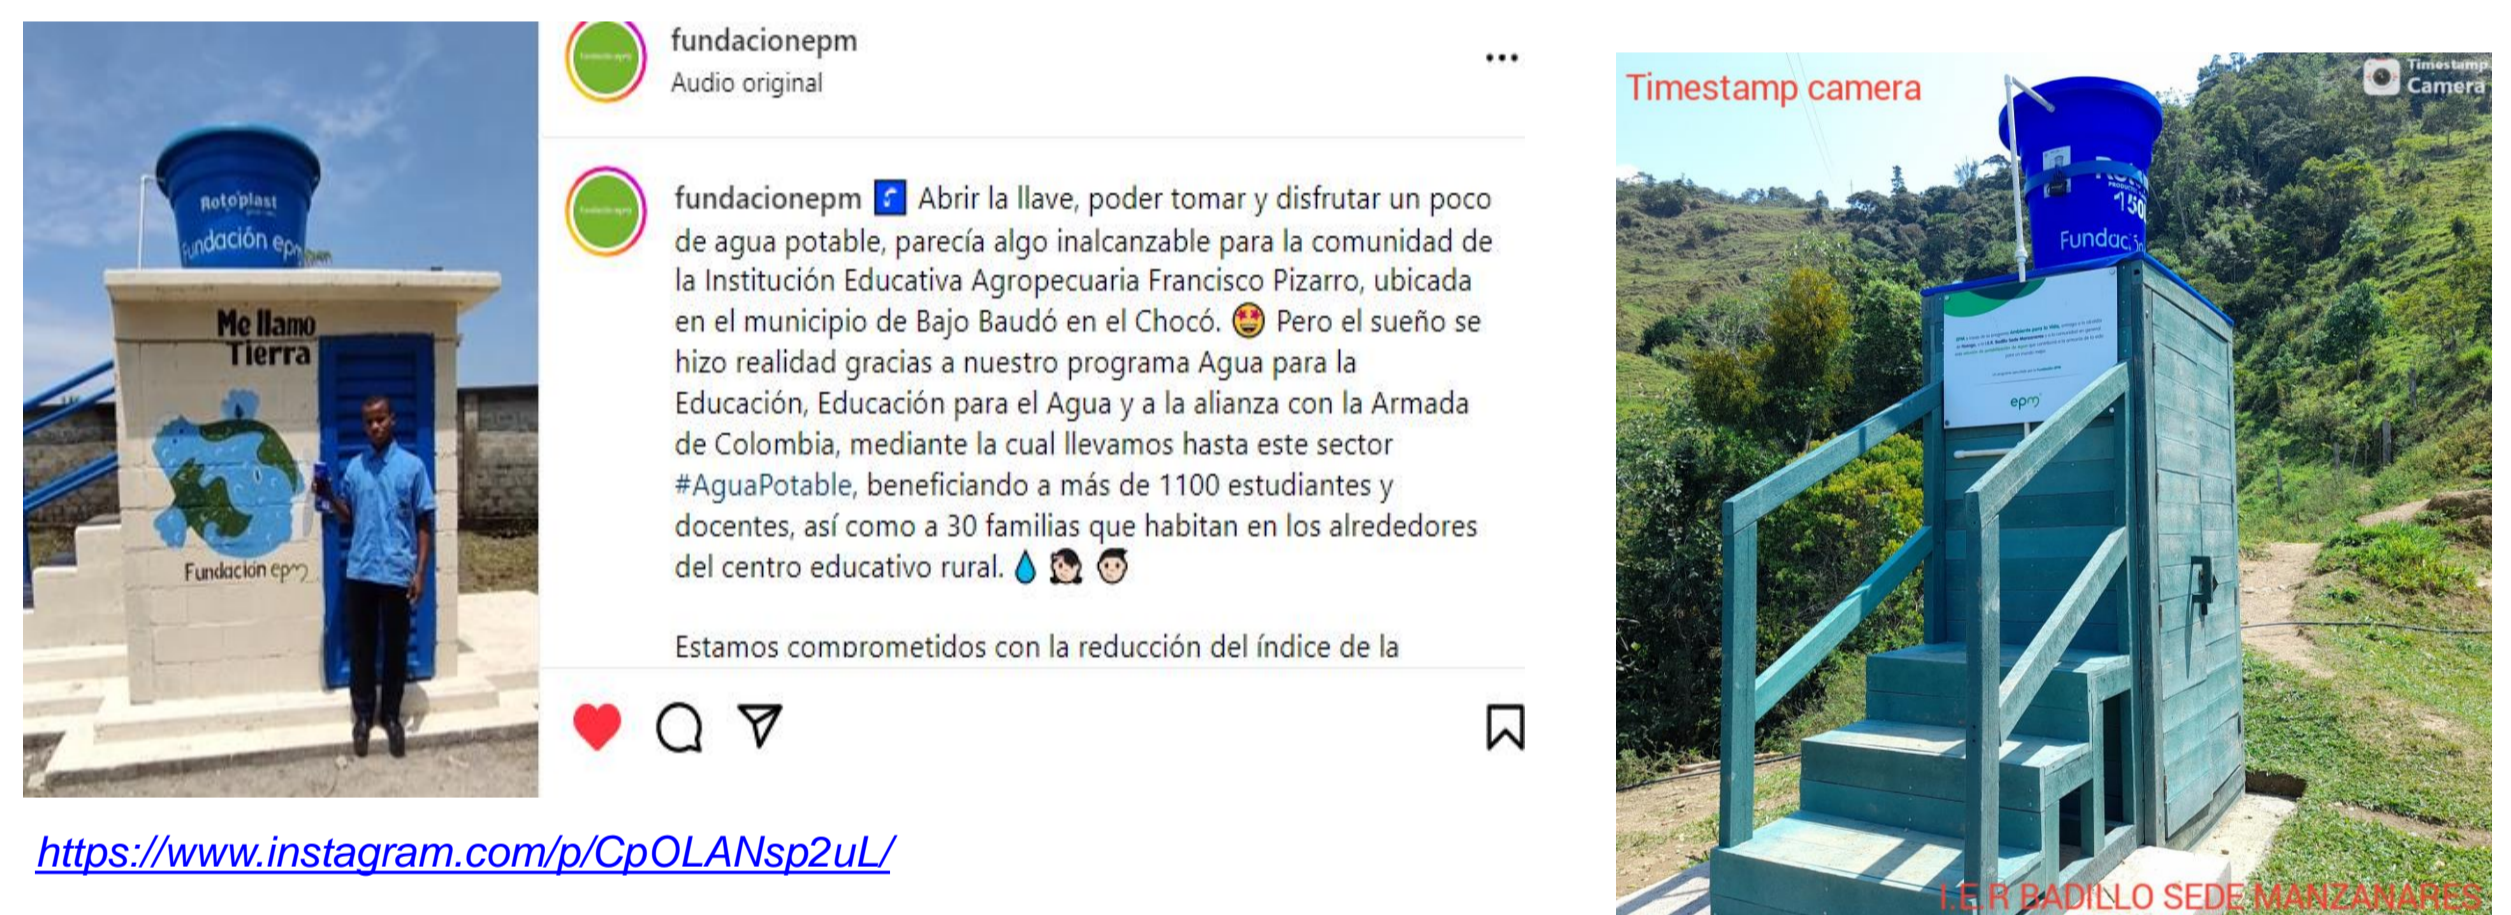 Rotoplast
Fundación epm
Me llamo
Tierra
Fundación epm
fundacionepm
Audio original
fundacionepm Abrir la llave, poder tomar y disfrutar un poco
de agua potable, parecía algo inalcanzable para la comunidad de
la Institución Educativa Agropecuaria Francisco Pizarro, ubicada
en el municipio de Bajo Baudó en el Chocó. 🤩 Pero el sueño se
hizo realidad gracias a nuestro programa Agua para la
Educación, Educación para el Agua y a la alianza con la Armada
de Colombia, mediante la cual llevamos hasta este sector
#AguaPotable, beneficiando a más de 1100 estudiantes y
docentes, así como a 30 familias que habitan en los alrededores
del centro educativo rural. 💧 👩🏻 👦🏻
Estamos comprometidos con la reducción del índice de la
https://www.instagram.com/p/CpOLANsp2uL/
Timestamp camera
Timestamp
Camera
150
Fundac
epm
I.E.R BADILLO SEDE MANZANARES